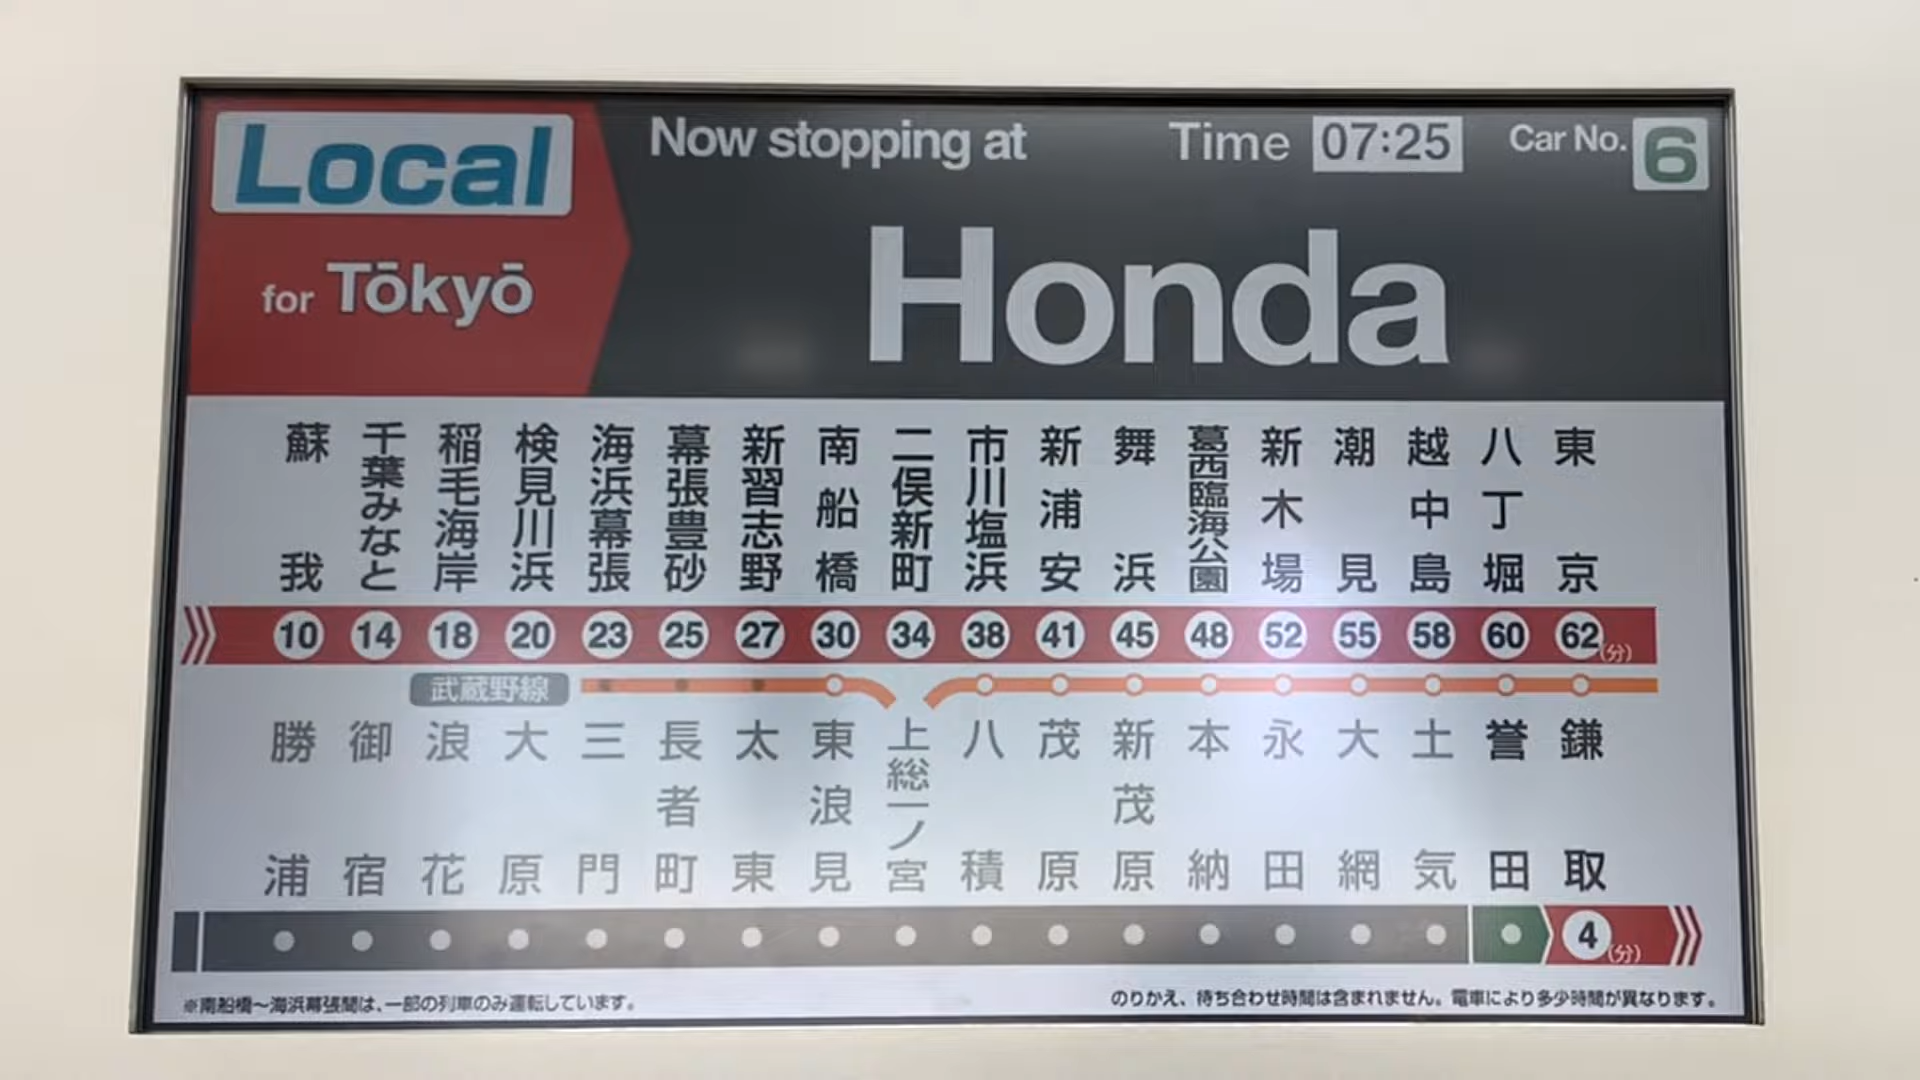 Local
for Tōkyō
Now stopping at
Time 07:25
Car No. 6
Honda
蘇我
千葉みなと
稲毛海岸
検見川浜
海浜幕張
幕張豊砂
新習志野
南船橋
二俣新町
市川塩浜
新浦安
舞浜
葛西臨海公園
新木場
潮見
越中島
八丁堀
東京
10 14 18 20 23 25 27 30 34 38 41 45 48 52 55 58 60 62 (分)
武蔵野線
勝浦
御宿
浪花
大原
三門
長者町
太東
東浪見
上総一ノ宮
八積
茂原
新茂原
本納
永田
大網
土気
誉田
鎌取
4 (分)
※南船橋~海浜幕張間は、一部の列車のみ運転しています。
のりかえ、待ち合わせ時間は含まれません。電車により多少時間が異なります。